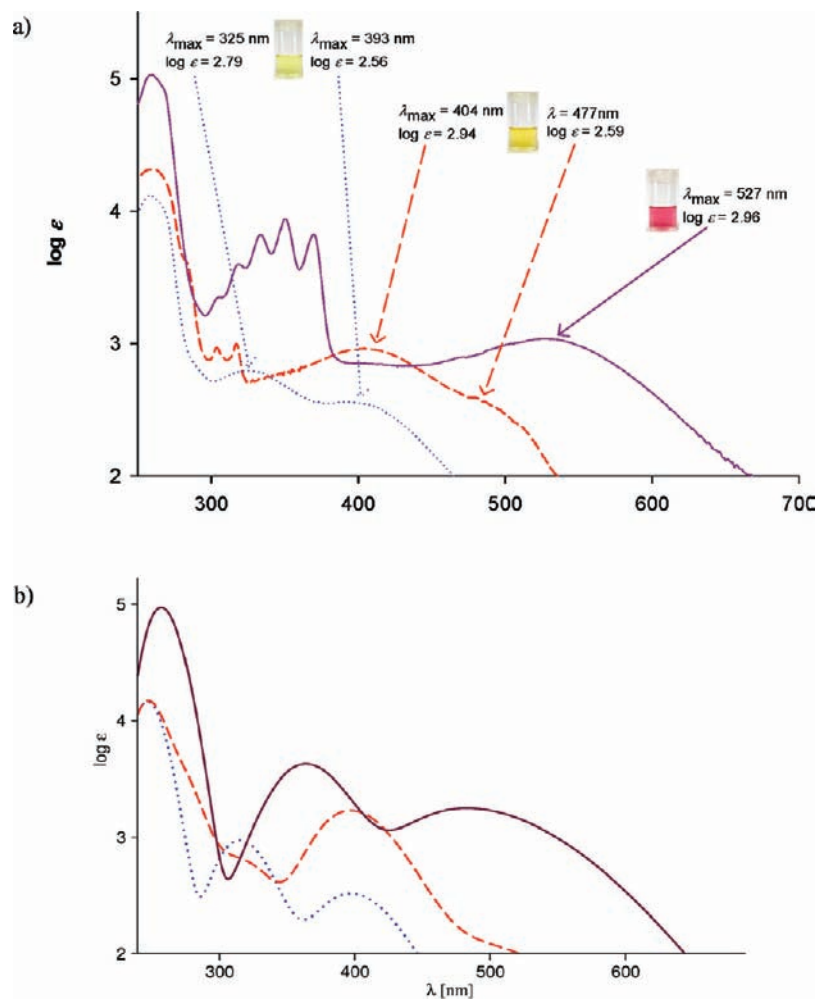 a)
λmax = 325 nm
log ε = 2.79
λmax = 393 nm
log ε = 2.56
λmax = 404 nm
log ε = 2.94
λ = 477nm
log ε = 2.59
λmax = 527 nm
log ε = 2.96
log ε
5
4
3
2
300 400 500 600 700
b)
log ε
5
4
3
2
300 400 500 600
λ [nm]